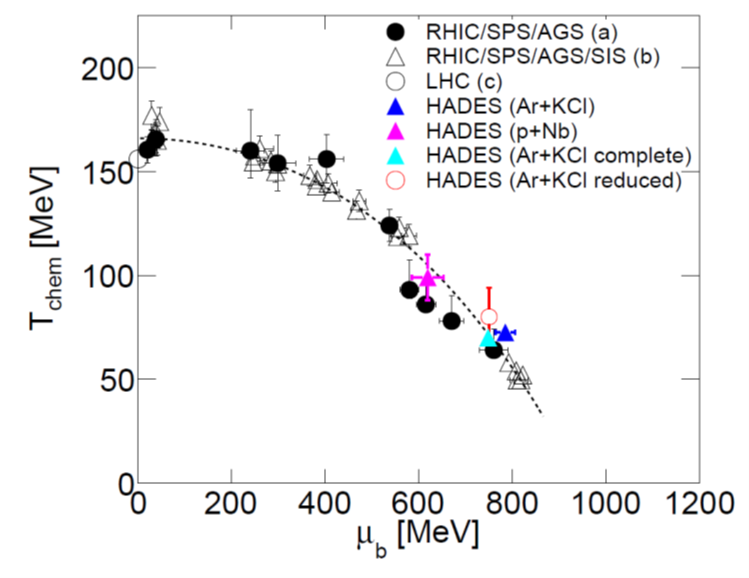 RHIC/SPS/AGS (a)
RHIC/SPS/AGS/SIS (b)
LHC (c)
HADES (Ar+KCl)
HADES (p+Nb)
HADES (Ar+KCl complete)
HADES (Ar+KCl reduced)
200
150
100
50
0
T_chem [MeV]
0 200 400 600 800 1000 1200
μ_b [MeV]